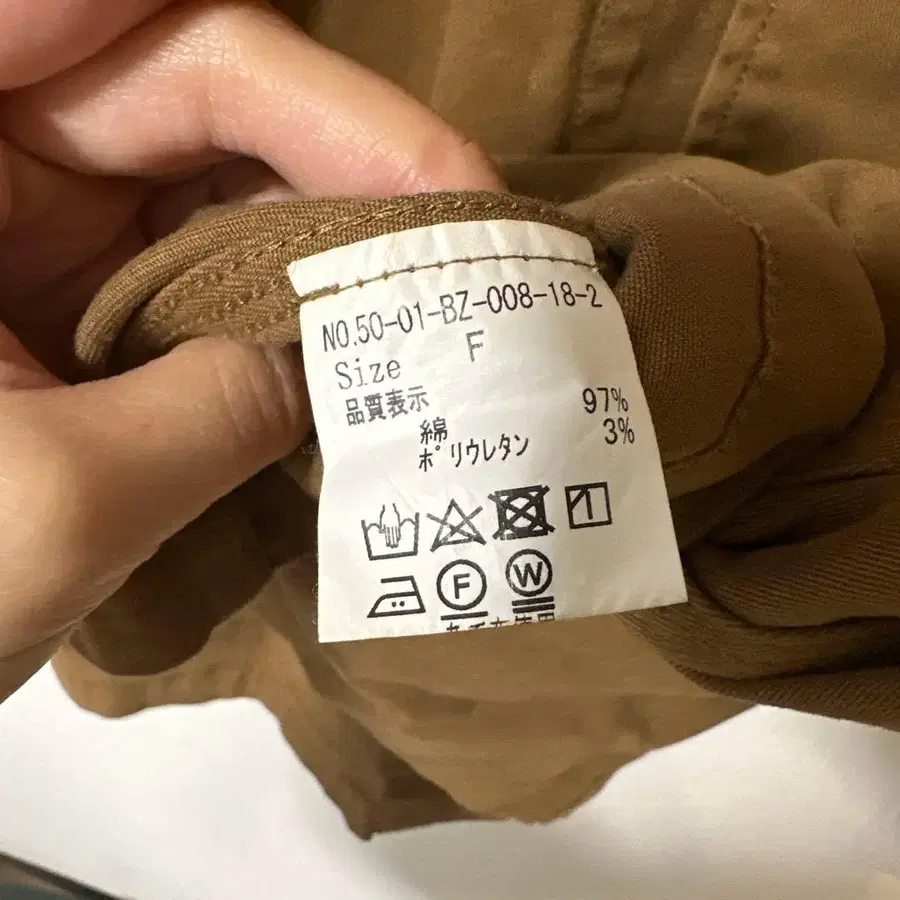 NO.50-01-BZ-008-18-2
Size F
品質表示
綿 97%
ポリウレタン 3%
F W